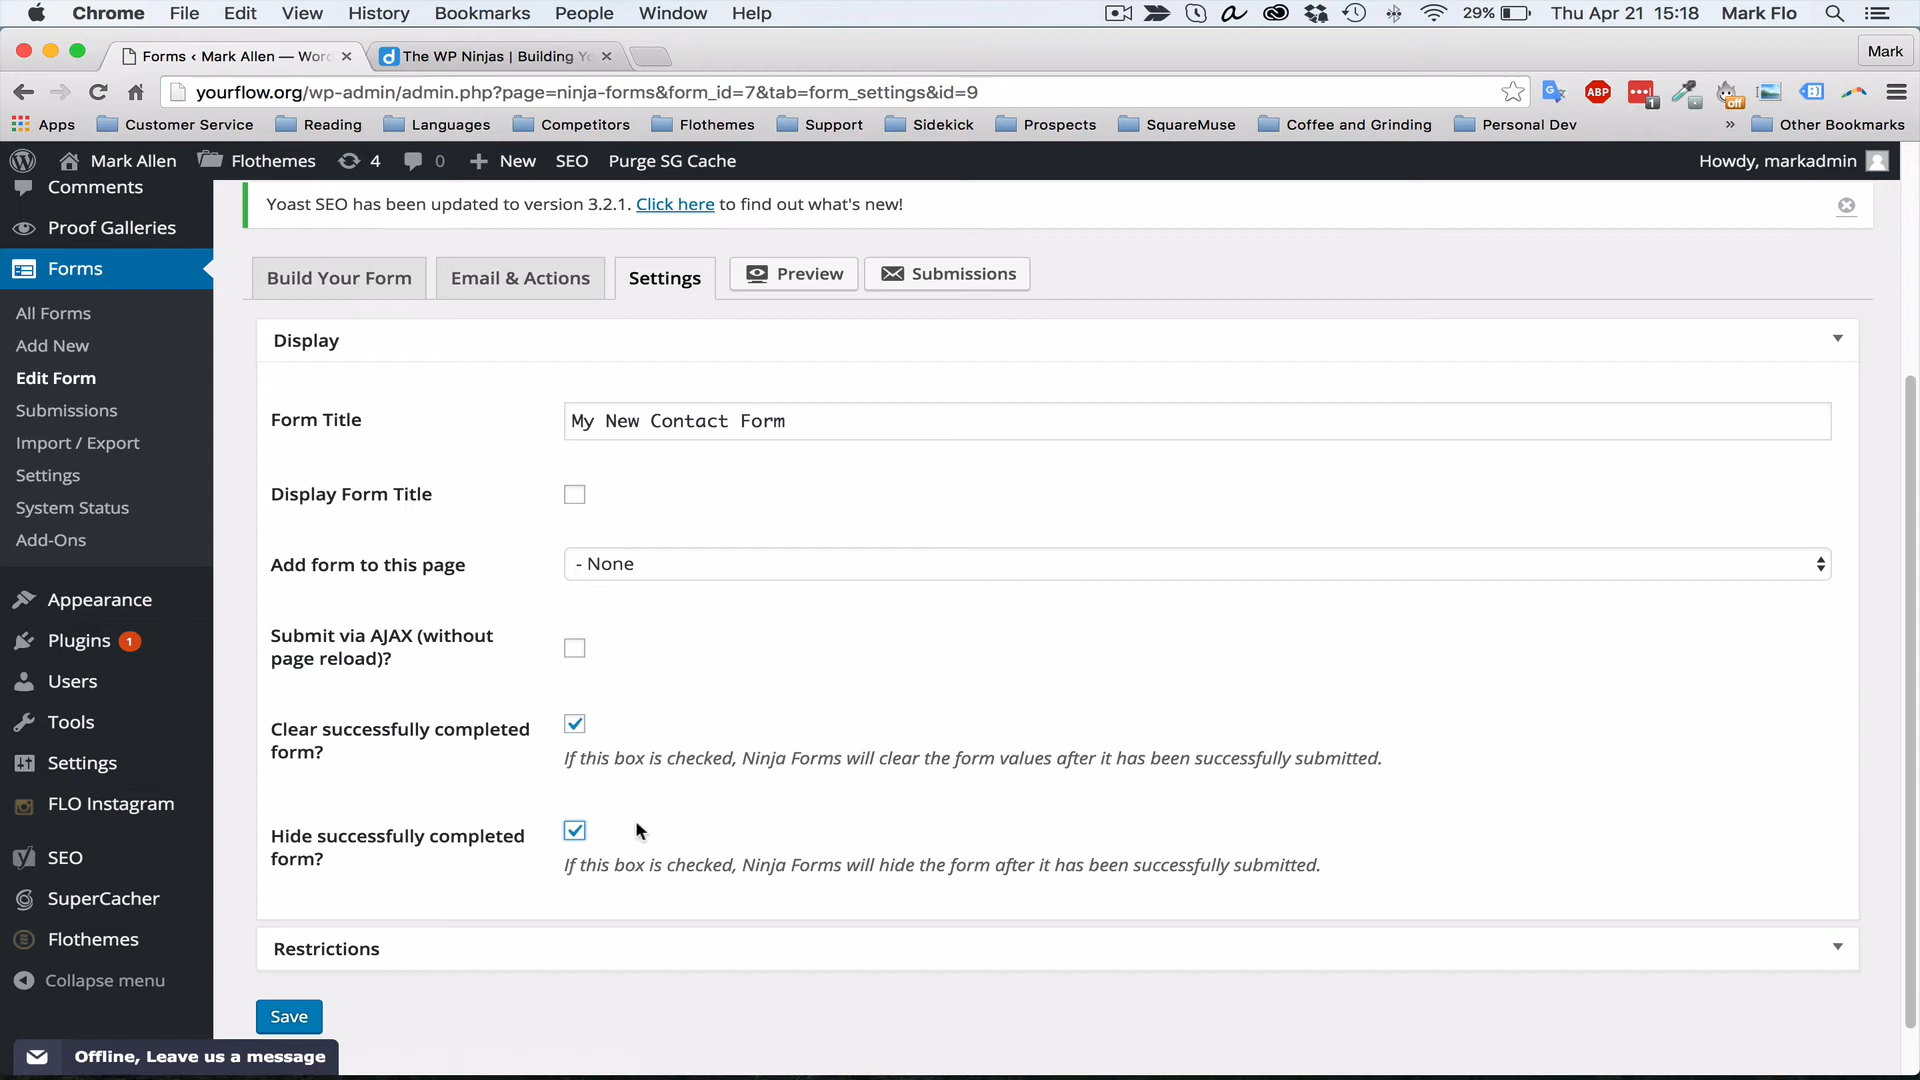 Chrome File Edit View History Bookmarks People Window Help 29% Thu Apr 21 15:18 Mark Flo
Forms ‹ Mark Allen — Wor
The WP Ninjas | Building Yo
Mark
yourflow.org/wp-admin/admin.php?page=ninja-forms&form_id=7&tab=form_settings&id=9
ABP
1
off
Apps Customer Service Reading Languages Competitors Flothemes Support Sidekick Prospects SquareMuse Coffee and Grinding Personal Dev » Other Bookmarks
Mark Allen Flothemes 4 0 New SEO Purge SG Cache Howdy, markadmin
Comments
Proof Galleries
Forms
All Forms
Add New
Edit Form
Submissions
Import / Export
Settings
System Status
Add-Ons
Appearance
Plugins 1
Users
Tools
Settings
FLO Instagram
SEO
SuperCacher
Flothemes
Collapse menu
Yoast SEO has been updated to version 3.2.1. Click here to find out what's new!
Build Your Form Email & Actions Settings Preview Submissions
Display
Form Title
My New Contact Form
Display Form Title
Add form to this page
- None
Submit via AJAX (without
page reload)?
Clear successfully completed
form?
If this box is checked, Ninja Forms will clear the form values after it has been successfully submitted.
Hide successfully completed
form?
If this box is checked, Ninja Forms will hide the form after it has been successfully submitted.
Restrictions
Save
Offline, Leave us a message